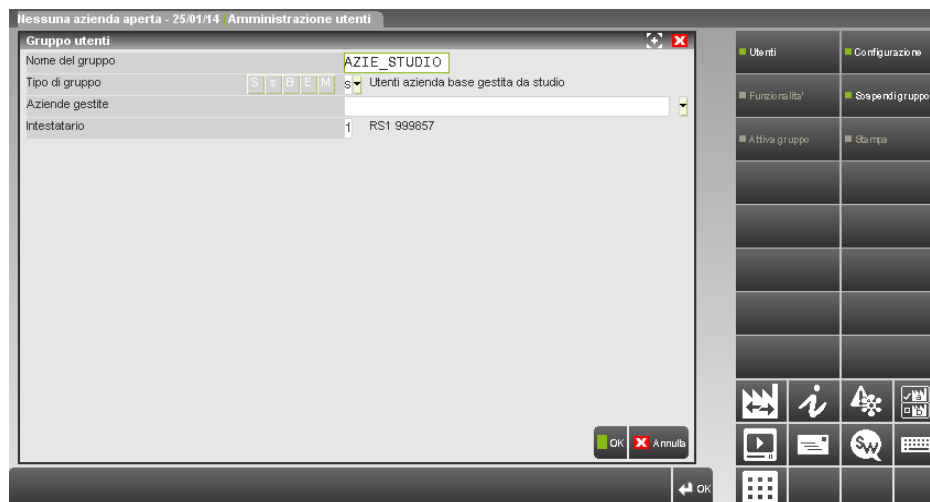 Nessuna azienda aperta - 25/01/14 Amministrazione utenti
Gruppo utenti
Nome del gruppo AZIE_STUDIO
Tipo di gruppo S s B E M s Utenti azienda base gestita da studio
Aziende gestite
Intestatario 1 RS1 999857
OK Annulla
OK
Utenti Configurazione
Funzionalita' Sospendi gruppo
Attiva gruppo Stampa
i
SW